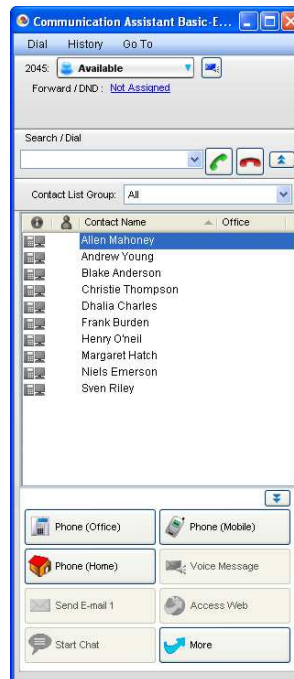 Communication Assistant Basic-E...
Dial History Go To
2045: Available
Forward / DND : Not Assigned
Search / Dial
Contact List Group: All
Contact Name Office
Allen Mahoney
Andrew Young
Blake Anderson
Christie Thompson
Dhalia Charles
Frank Burden
Henry O'neil
Margaret Hatch
Niels Emerson
Sven Riley
Phone (Office) Phone (Mobile)
Phone (Home) Voice Message
Send E-mail 1 Access Web
Start Chat More